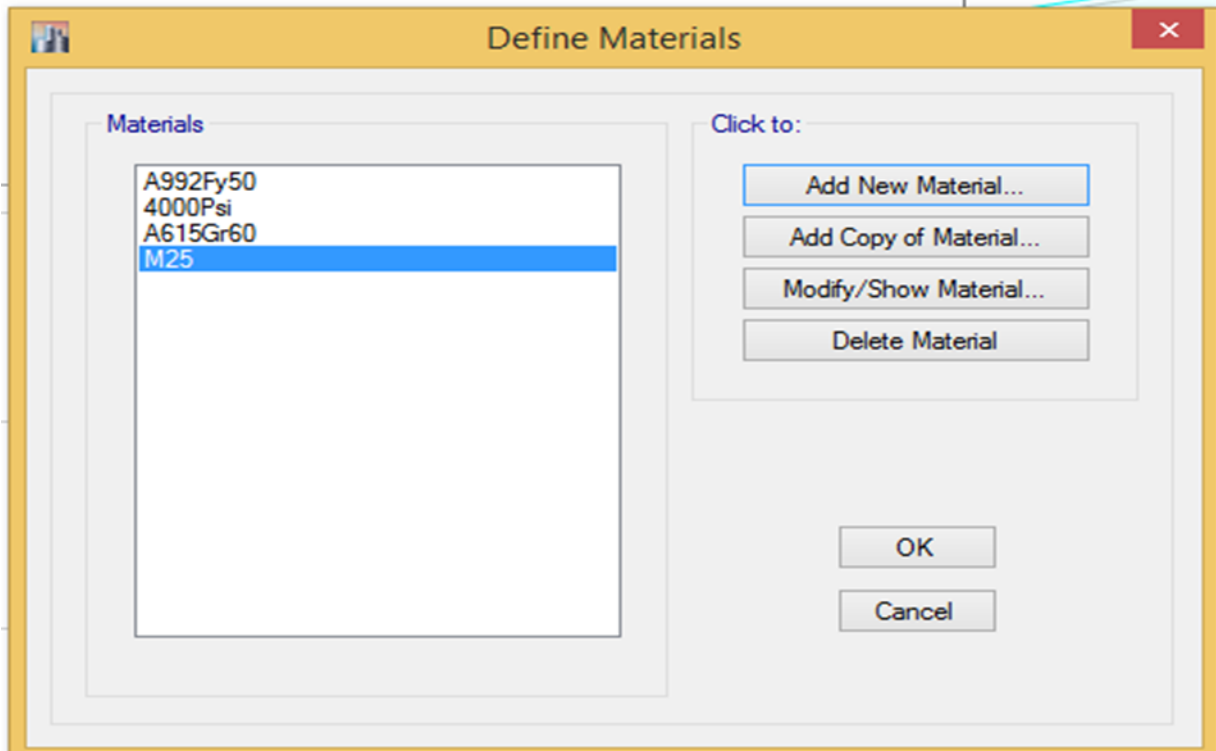 Define Materials
Materials
A992Fy50
4000Psi
A615Gr60
M25
Click to:
Add New Material...
Add Copy of Material...
Modify/Show Material...
Delete Material
OK
Cancel